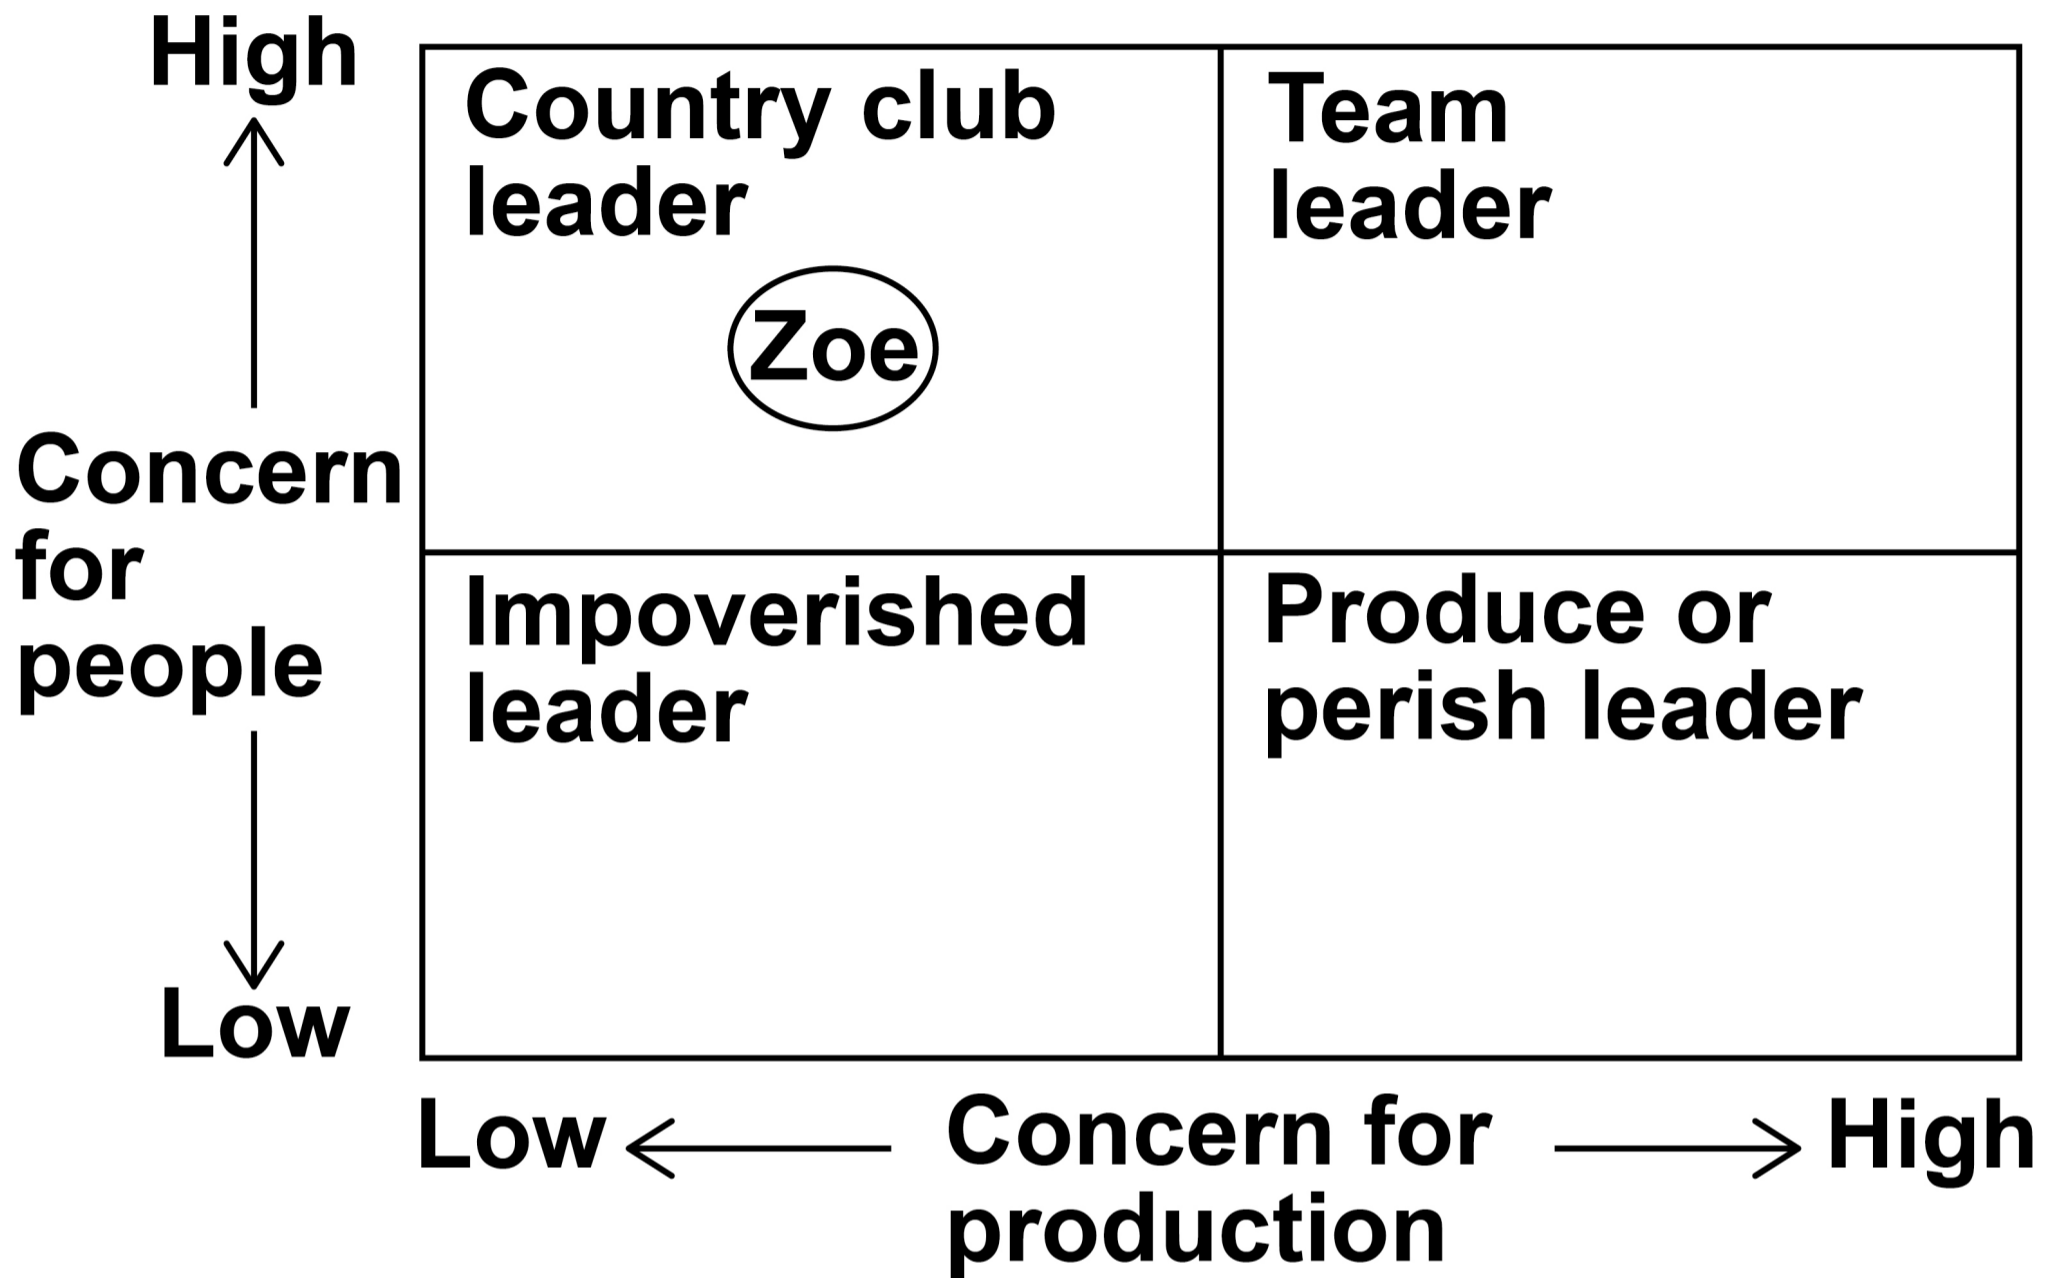 High
Country club
leader
Team
leader
Zoe
Concern
for
people
Impoverished
leader
Produce or
perish leader
Low
Low
Concern for
production
High